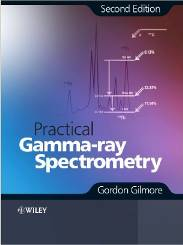 Second Edition
Practical
Gamma-ray
Spectrometry
Gordon Gilmore
WILEY